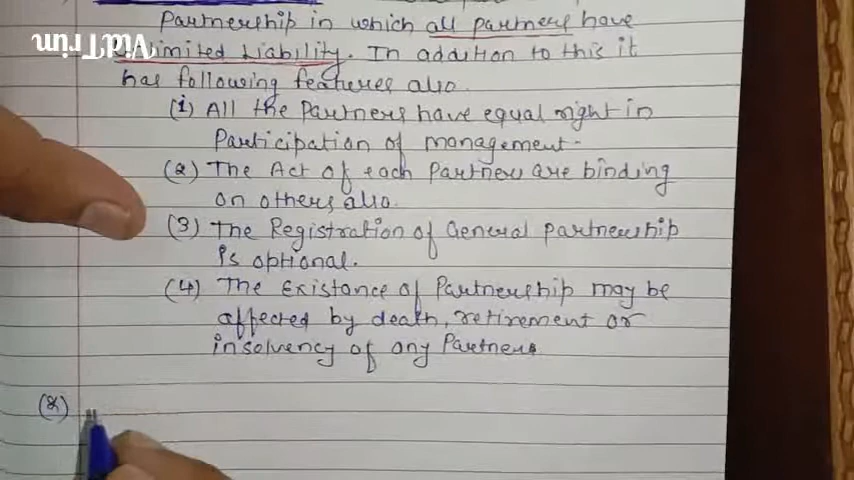 Partnership in which all partners have
unlimited Liability. In addition to this it
has following features also.
(1) All the Partners have equal right in
Participation of management.
(2) The Act of each Partners are binding
on others also.
(3) The Registration of General partnership
is optional.
(4) The Existance of Partnership may be
affected by death, retirement or
insolvency of any Partners
(2)
VidTrim